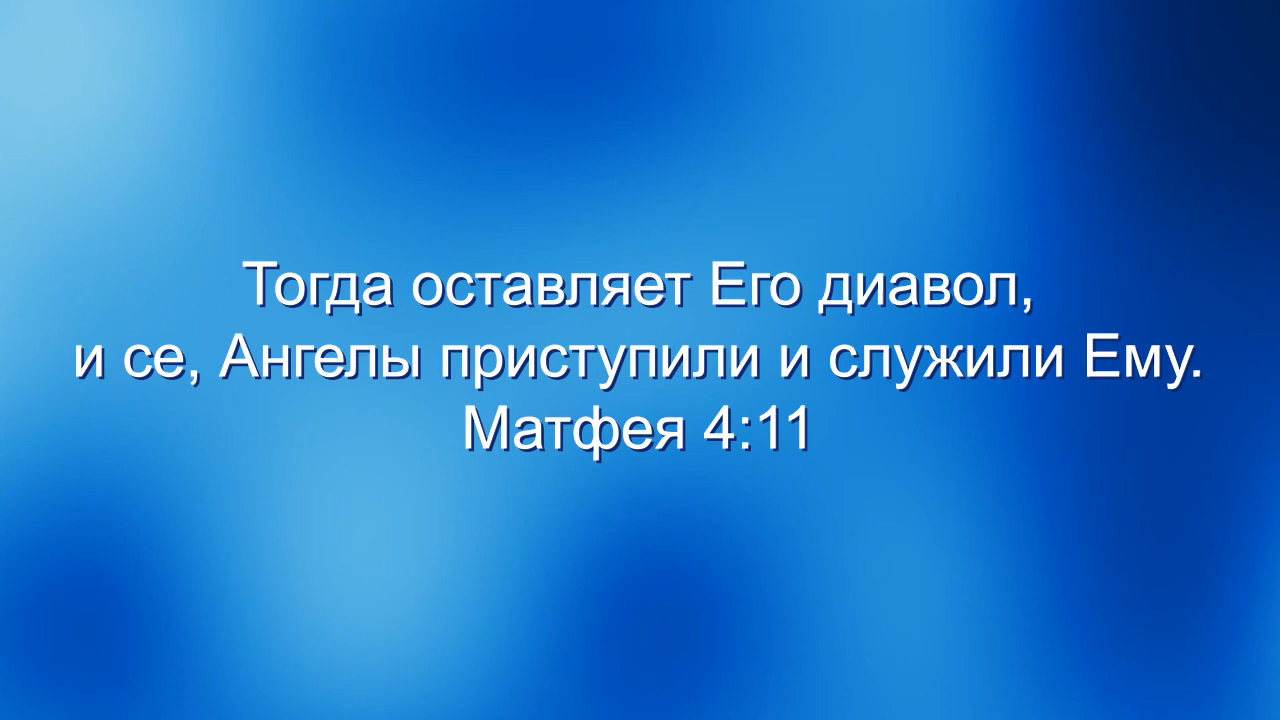 Тогда оставляет Его диавол,
и се, Ангелы приступили и служили Ему.
Матфея 4:11